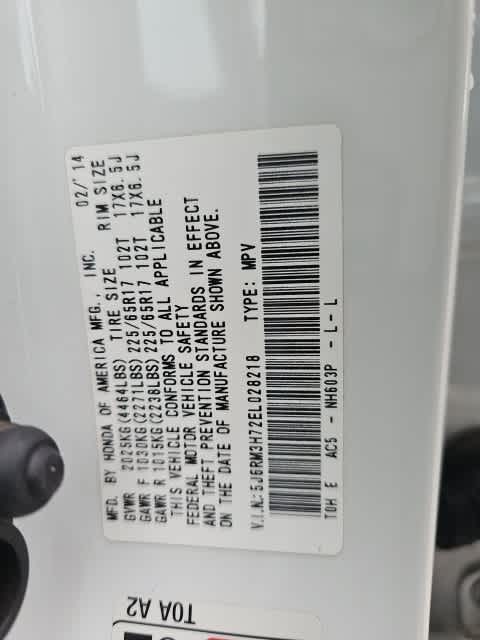 MFD. BY HONDA OF AMERICA MFG., INC. 02/'14
GVWR 2025KG(4464LBS) TIRE SIZE RIM SIZE
GAWR F 1030KG(2271LBS) 225/65R17 102T 17X6.5J
GAWR R 1015KG(2238LBS) 225/65R17 102T 17X6.5J
THIS VEHICLE CONFORMS TO ALL APPLICABLE
FEDERAL MOTOR VEHICLE SAFETY
AND THEFT PREVENTION STANDARDS IN EFFECT
ON THE DATE OF MANUFACTURE SHOWN ABOVE.
V.I.N.: 5J6RM3H72EL028218 TYPE: MPV
T0H E AC5 - NH603P - L - L
T0A A2